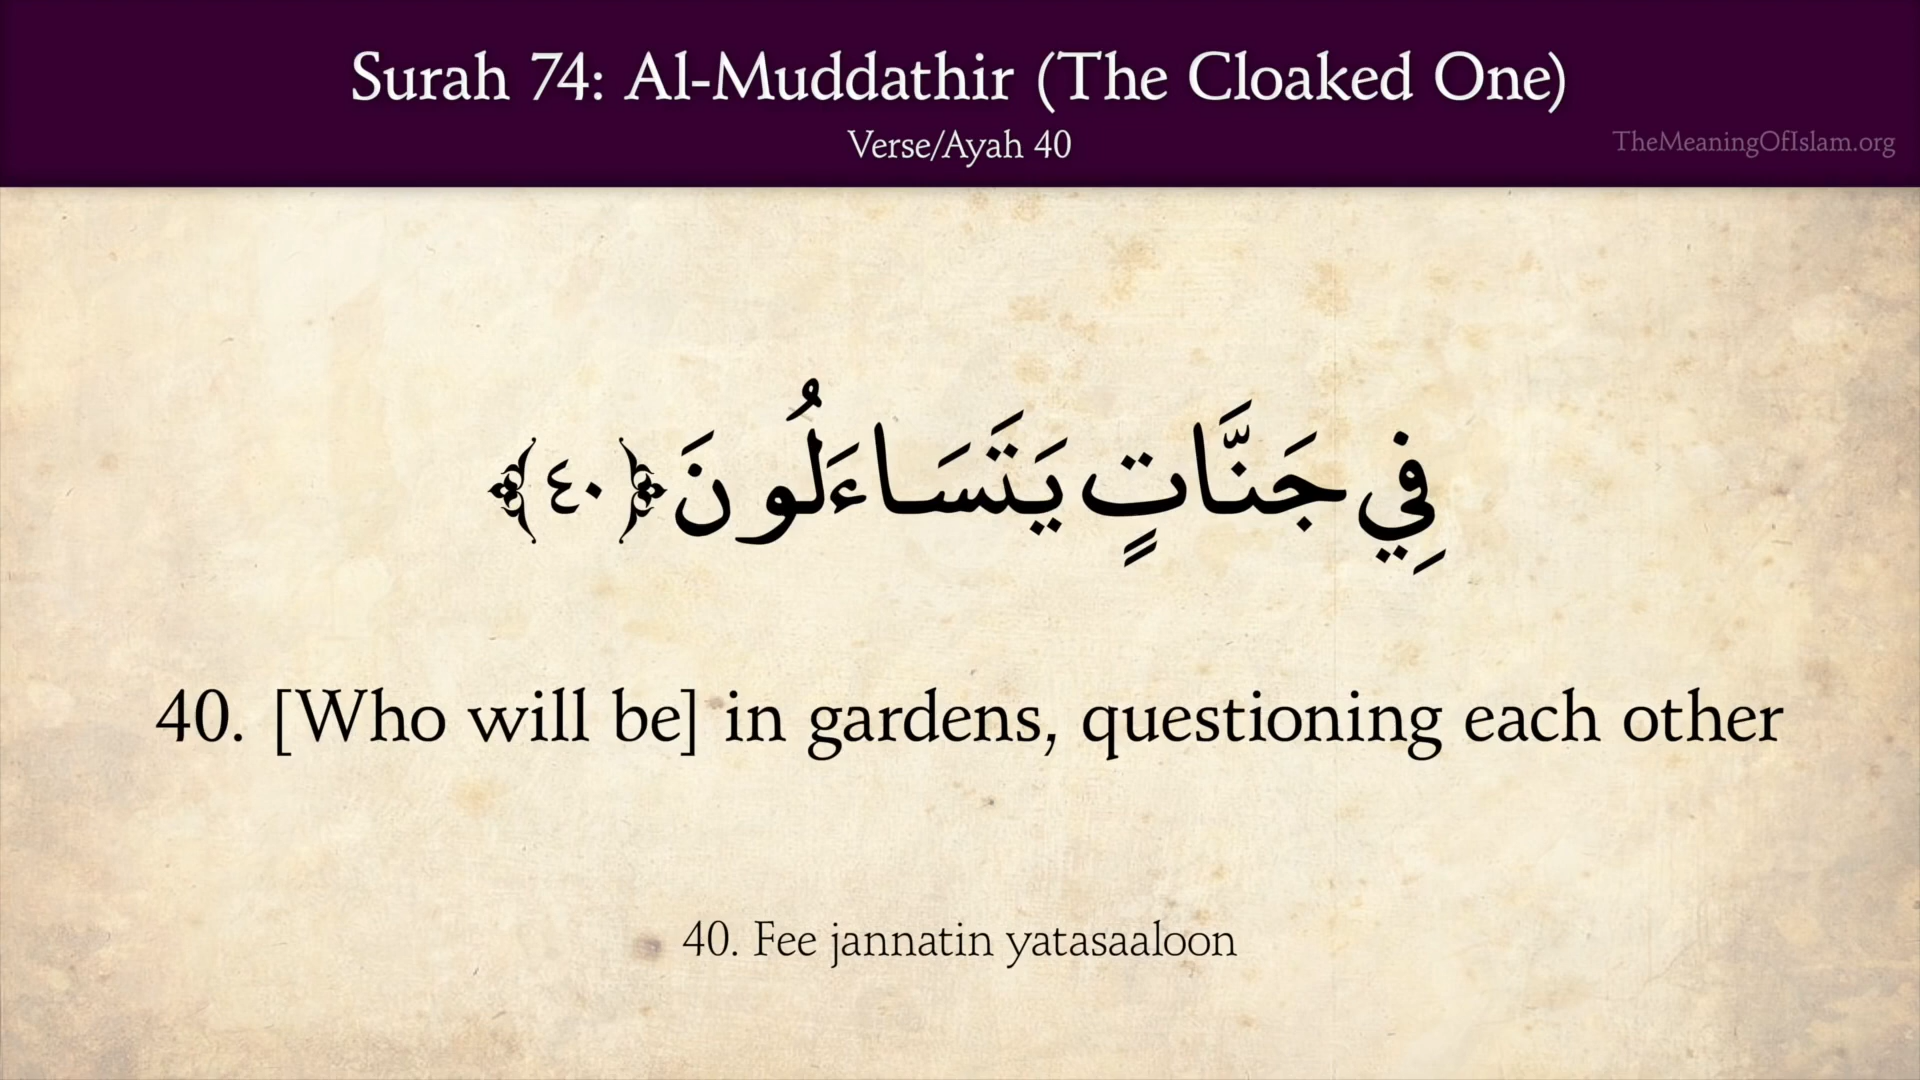 Surah 74: Al-Muddathir (The Cloaked One)
Verse/Ayah 40
TheMeaningOfIslam.org
فِي جَنَّاتٍ يَتَسَاءَلُونَ ﴿٤٠﴾
40. [Who will be] in gardens, questioning each other
40. Fee jannatin yatasaaloon